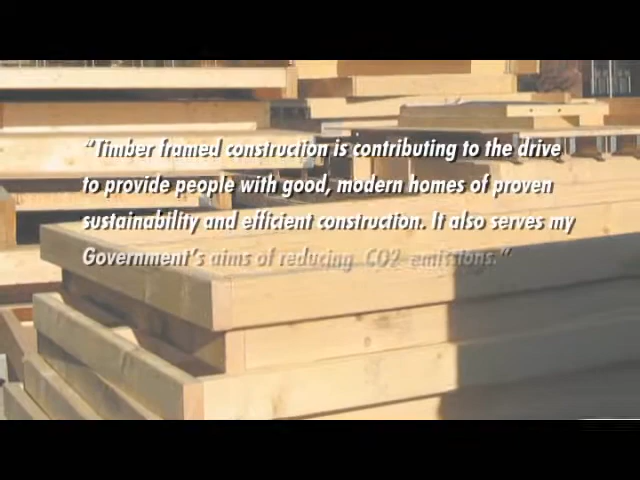 "Timber framed construction is contributing to the drive
to provide people with good, modern homes of proven
sustainability and efficient construction. It also serves my
Government's aims of reducing CO2 emissions."